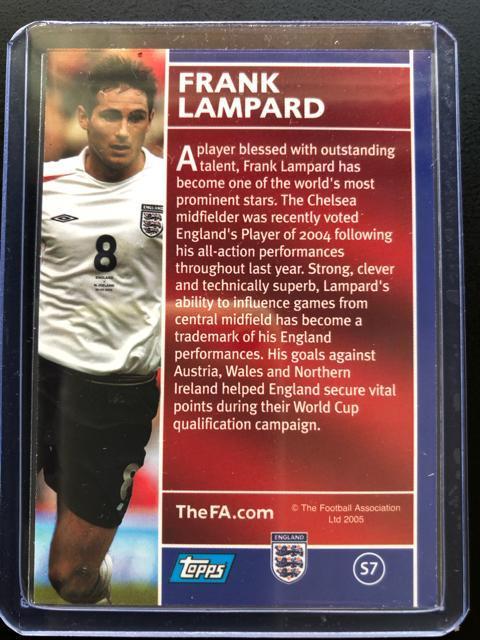 FRANK
LAMPARD
A player blessed with outstanding
talent, Frank Lampard has
become one of the world's most
prominent stars. The Chelsea
midfielder was recently voted
England's Player of 2004 following
his all-action performances
throughout last year. Strong, clever
and technically superb, Lampard's
ability to influence games from
central midfield has become a
trademark of his England
performances. His goals against
Austria, Wales and Northern
Ireland helped England secure vital
points during their World Cup
qualification campaign.
TheFA.com
© The Football Association
Ltd 2005
TOPPS
ENGLAND
S7
ENGLAND
8
ENGLAND
v
N. IRELAND
8